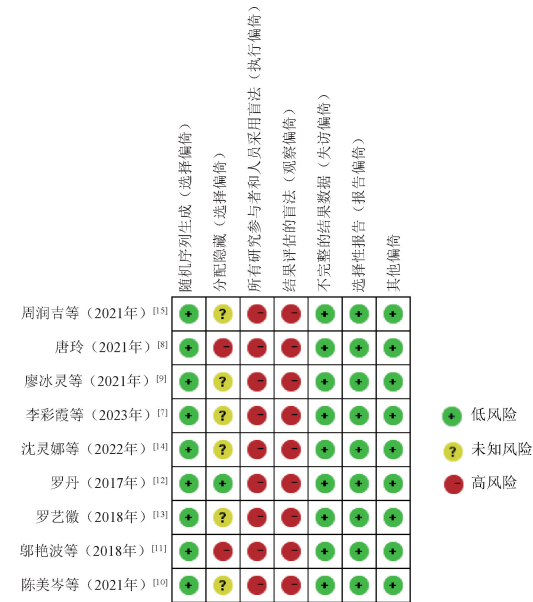 随机序列生成（选择偏倚）
分配隐藏（选择偏倚）
所有研究参与者和人员采用盲法（执行偏倚）
结果评估的盲法（观察偏倚）
不完整的结果数据（失访偏倚）
选择性报告（报告偏倚）
其他偏倚
周润吉等（2021年）[15] + ? - - + + +
唐玲（2021年）[8] + - - - + + +
廖冰灵等（2021年）[9] + ? - - + + +
李彩霞等（2023年）[7] + ? - - + + +
沈灵娜等（2022年）[14] + ? - - + + +
罗丹（2017年）[12] + + - - + + +
罗艺徽（2018年）[13] + ? - - + + +
邬艳波等（2018年）[11] + - - - + + +
陈美岑等（2021年）[10] + ? - - + + +
+ 低风险
? 未知风险
- 高风险